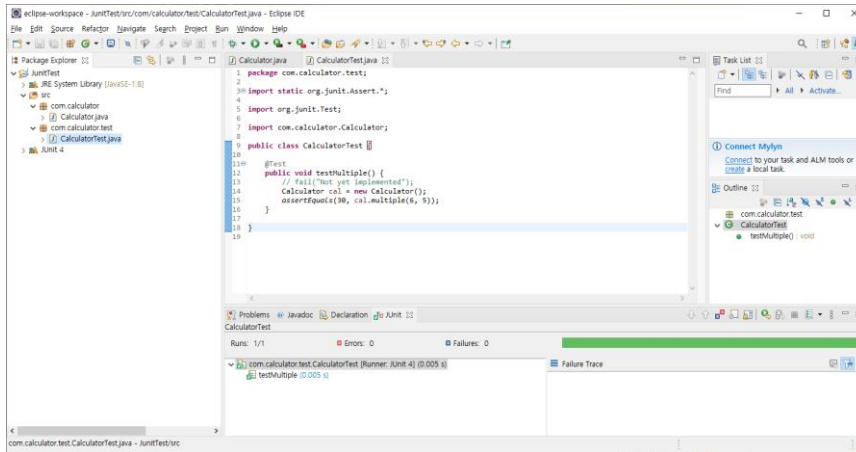 eclipse-workspace - JunitTest/src/com/calculator/test/CalculatorTest.java - Eclipse IDE
File Edit Source Refactor Navigate Search Project Run Window Help
Package Explorer
JunitTest
JRE System Library [JavaSE-1.8]
src
com.calculator
Calculator.java
com.calculator.test
CalculatorTest.java
JUnit 4
Calculator.java CalculatorTest.java
1 package com.calculator.test;
2
3 import static org.junit.Assert.*;
4
5 import org.junit.Test;
6
7 import com.calculator.Calculator;
8
9 public class CalculatorTest {
10
11 @Test
12 public void testMultiple() {
13 // fail("Not yet implemented");
14 Calculator cal = new Calculator();
15 assertEquals(30, cal.multiple(6, 5));
16 }
17
18 }
19
Task List
Find All Activate...
Connect Mylyn
Connect to your task and ALM tools or
create a local task.
Outline
com.calculator.test
CalculatorTest
testMultiple() : void
Problems Javadoc Declaration JUnit
CalculatorTest
Runs: 1/1 Errors: 0 Failures: 0
com.calculator.test.CalculatorTest [Runner: JUnit 4] (0.005 s)
testMultiple (0.005 s)
Failure Trace
com.calculator.test.CalculatorTest.java - JunitTest/src